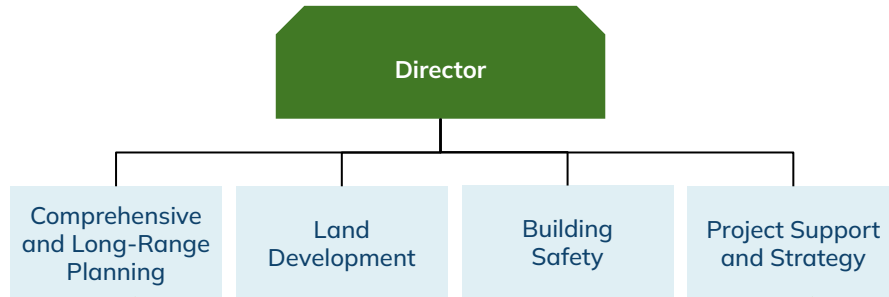 Director
Comprehensive
and Long-Range
Planning
Land
Development
Building
Safety
Project Support
and Strategy